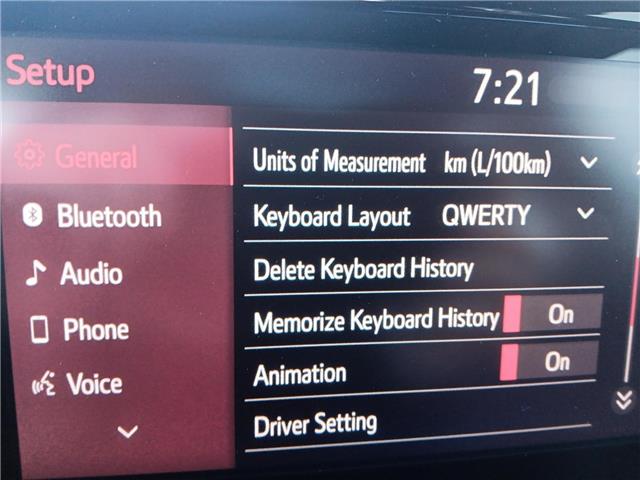 Setup
7:21
General
Units of Measurement km (L/100km)
Bluetooth
Keyboard Layout QWERTY
Audio
Delete Keyboard History
Phone
Memorize Keyboard History On
Voice
Animation On
Driver Setting